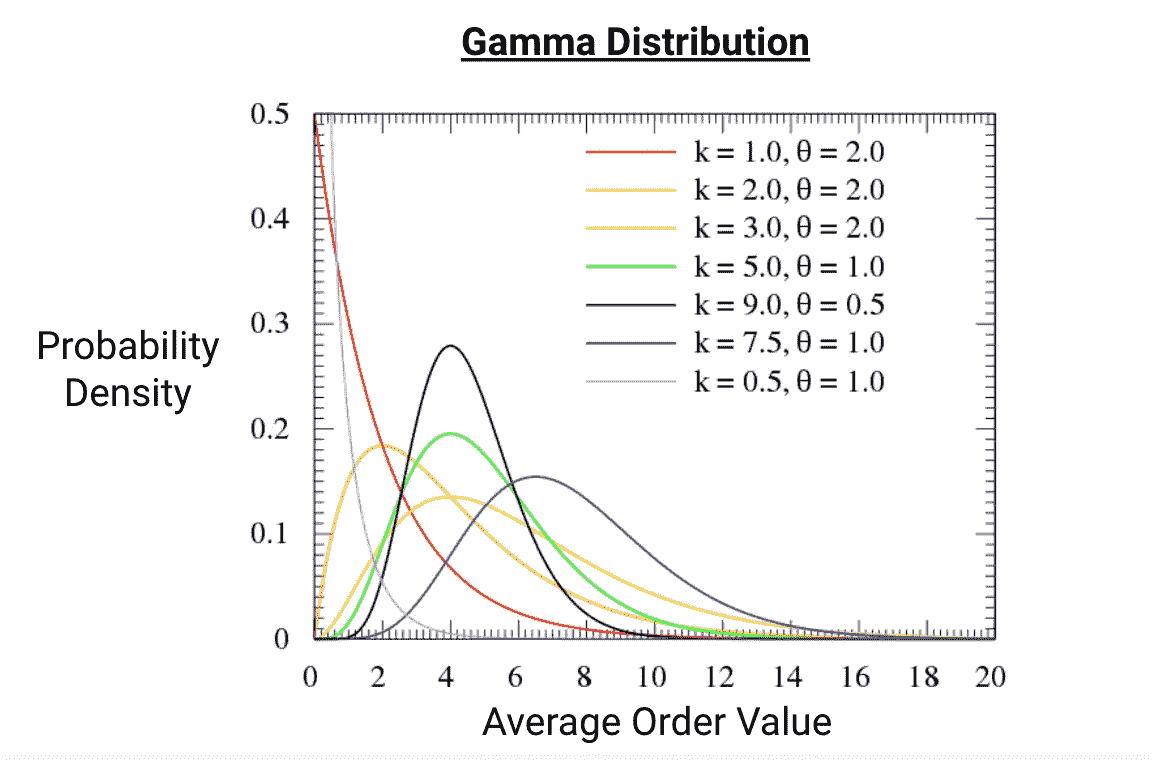 Gamma Distribution
0.5
0.4
0.3
0.2
0.1
0
k = 1.0, θ = 2.0
k = 2.0, θ = 2.0
k = 3.0, θ = 2.0
k = 5.0, θ = 1.0
k = 9.0, θ = 0.5
k = 7.5, θ = 1.0
k = 0.5, θ = 1.0
Probability
Density
0 2 4 6 8 10 12 14 16 18 20
Average Order Value